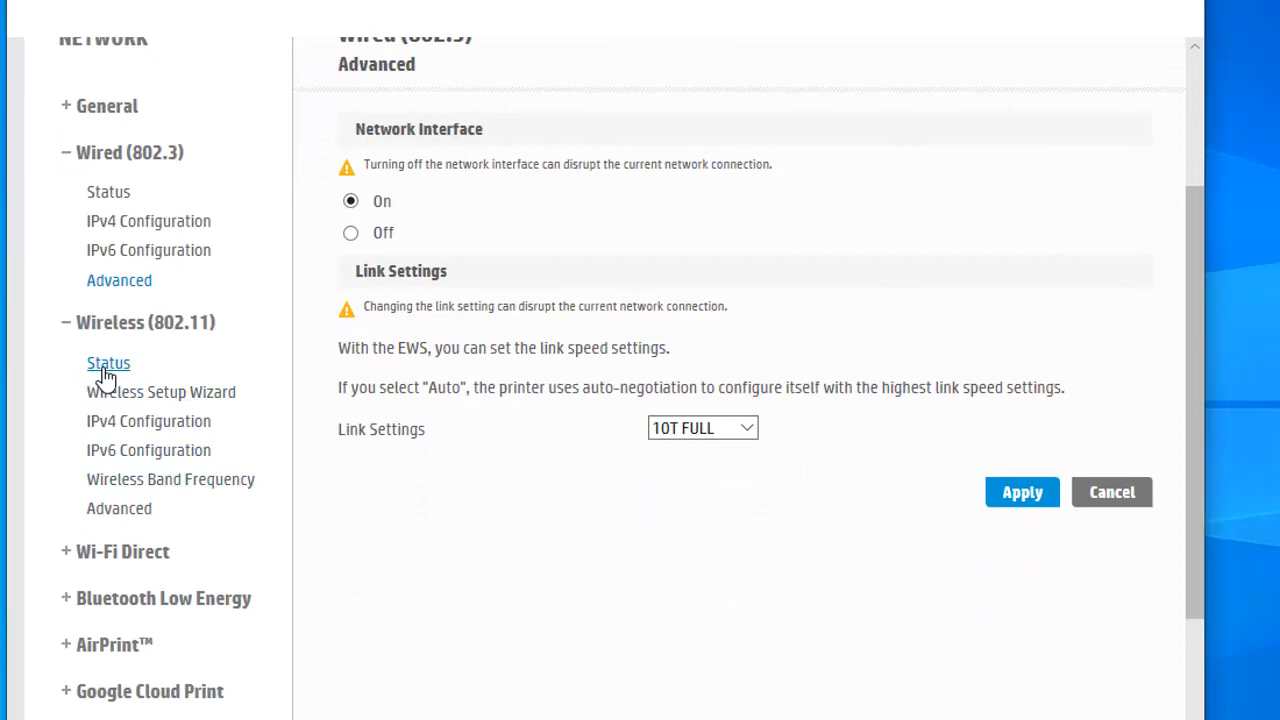 NETWORK
+ General
− Wired (802.3)
Status
IPv4 Configuration
IPv6 Configuration
Advanced
− Wireless (802.11)
Status
Wireless Setup Wizard
IPv4 Configuration
IPv6 Configuration
Wireless Band Frequency
Advanced
+ Wi-Fi Direct
+ Bluetooth Low Energy
+ AirPrint™
+ Google Cloud Print
Wired (802.3)
Advanced
Network Interface
Turning off the network interface can disrupt the current network connection.
On
Off
Link Settings
Changing the link setting can disrupt the current network connection.
With the EWS, you can set the link speed settings.
If you select "Auto", the printer uses auto-negotiation to configure itself with the highest link speed settings.
Link Settings 10T FULL
Apply Cancel